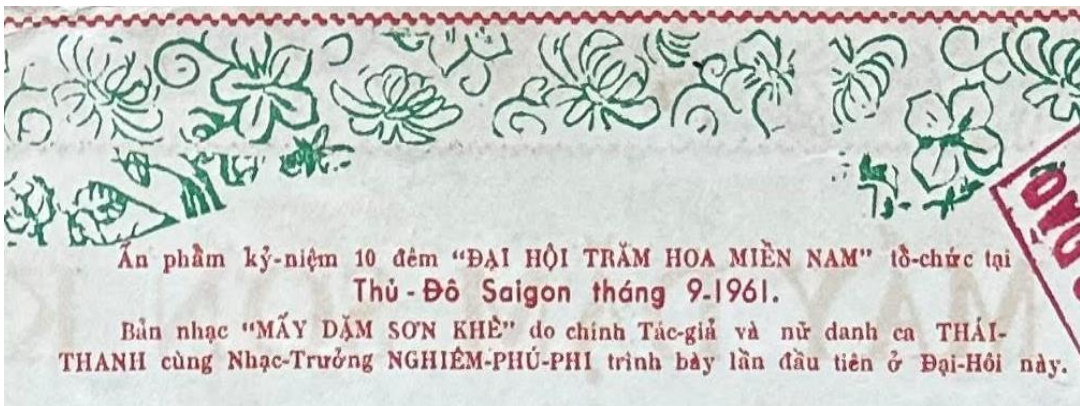 Ấn phẩm kỷ-niệm 10 đêm “ĐẠI HỘI TRĂM HOA MIỀN NAM” tổ-chức tại
Thủ-Đô Saigon tháng 9-1961.
Bản nhạc “MẤY DẶM SƠN KHÊ” do chính Tác-giả và nữ danh ca THÁI-
THANH cùng Nhạc-Trưởng NGHIÊM-PHÚ-PHI trình bày lần đầu tiên ở Đại-Hôi này.